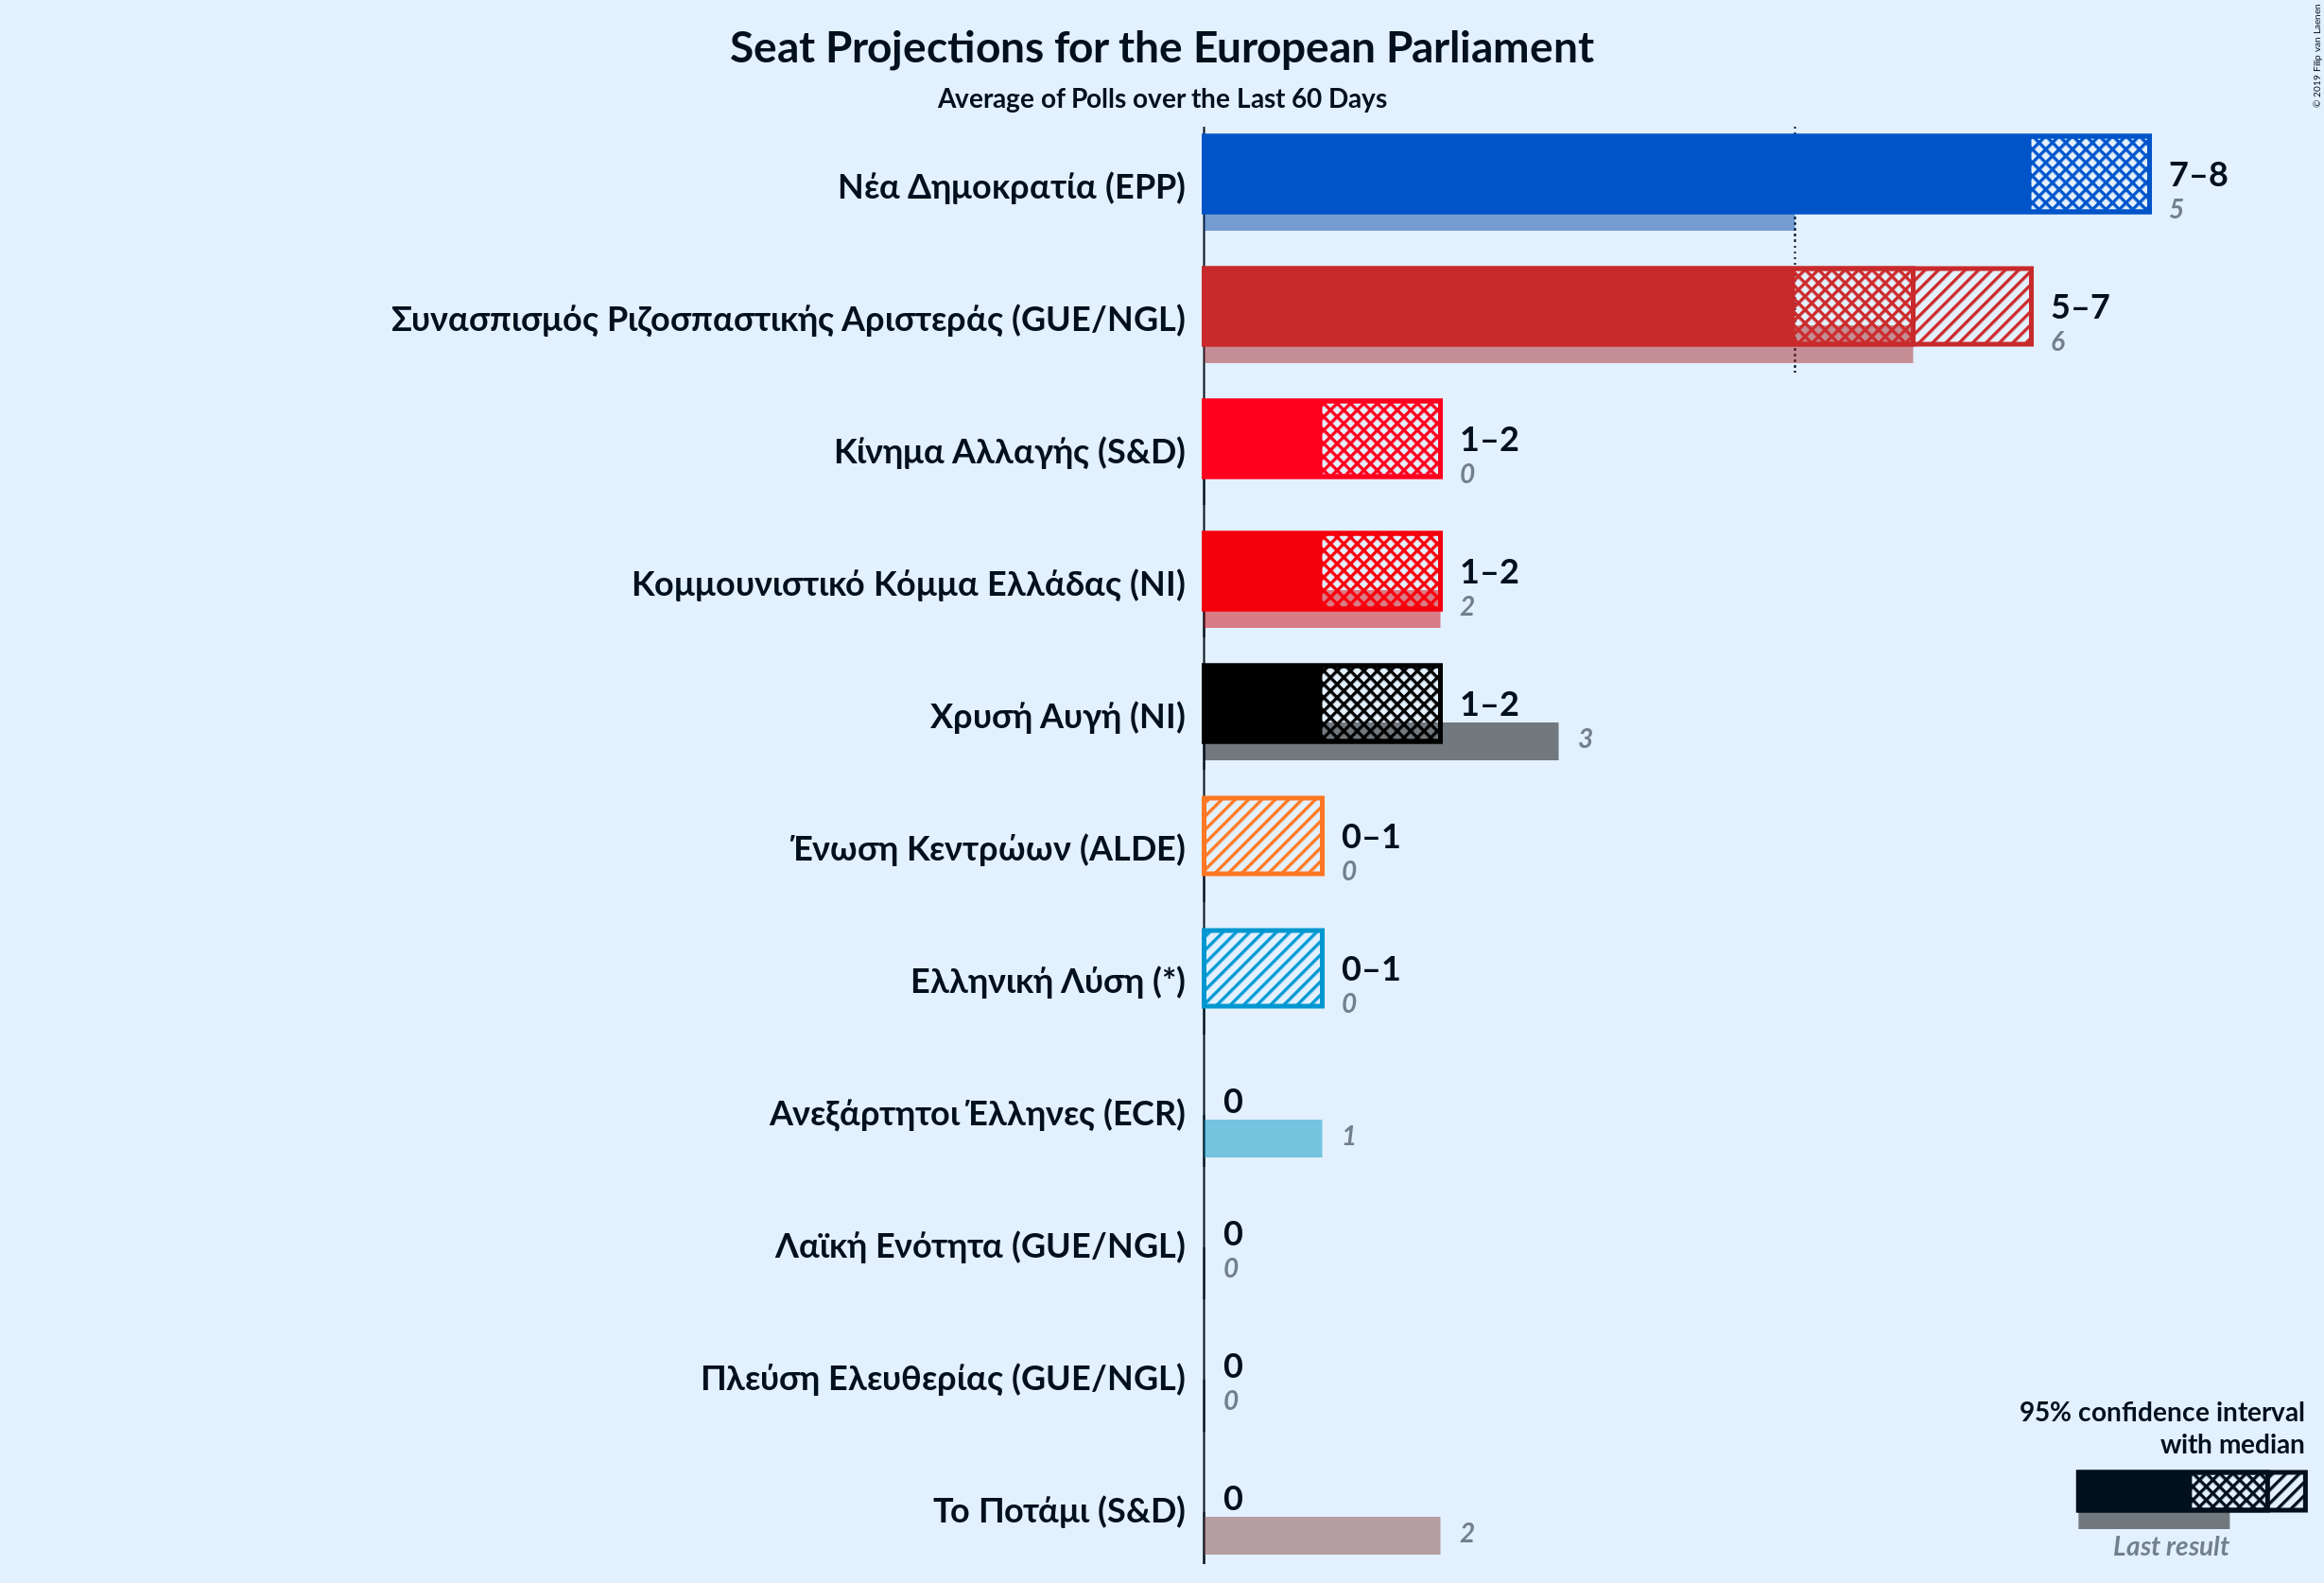 Seat Projections for the European Parliament
Average of Polls over the Last 60 Days
© 2019 Filip van Laenen
Νέα Δημοκρατία (EPP)
7–8
5
Συνασπισμός Ριζοσπαστικής Αριστεράς (GUE/NGL)
5–7
6
Κίνημα Αλλαγής (S&D)
1–2
0
Κομμουνιστικό Κόμμα Ελλάδας (NI)
1–2
2
Χρυσή Αυγή (NI)
1–2
3
Ένωση Κεντρώων (ALDE)
0–1
0
Ελληνική Λύση (*)
0–1
0
Ανεξάρτητοι Έλληνες (ECR)
0
1
Λαϊκή Ενότητα (GUE/NGL)
0
0
Πλεύση Ελευθερίας (GUE/NGL)
0
0
Το Ποτάμι (S&D)
0
2
95% confidence interval
with median
Last result